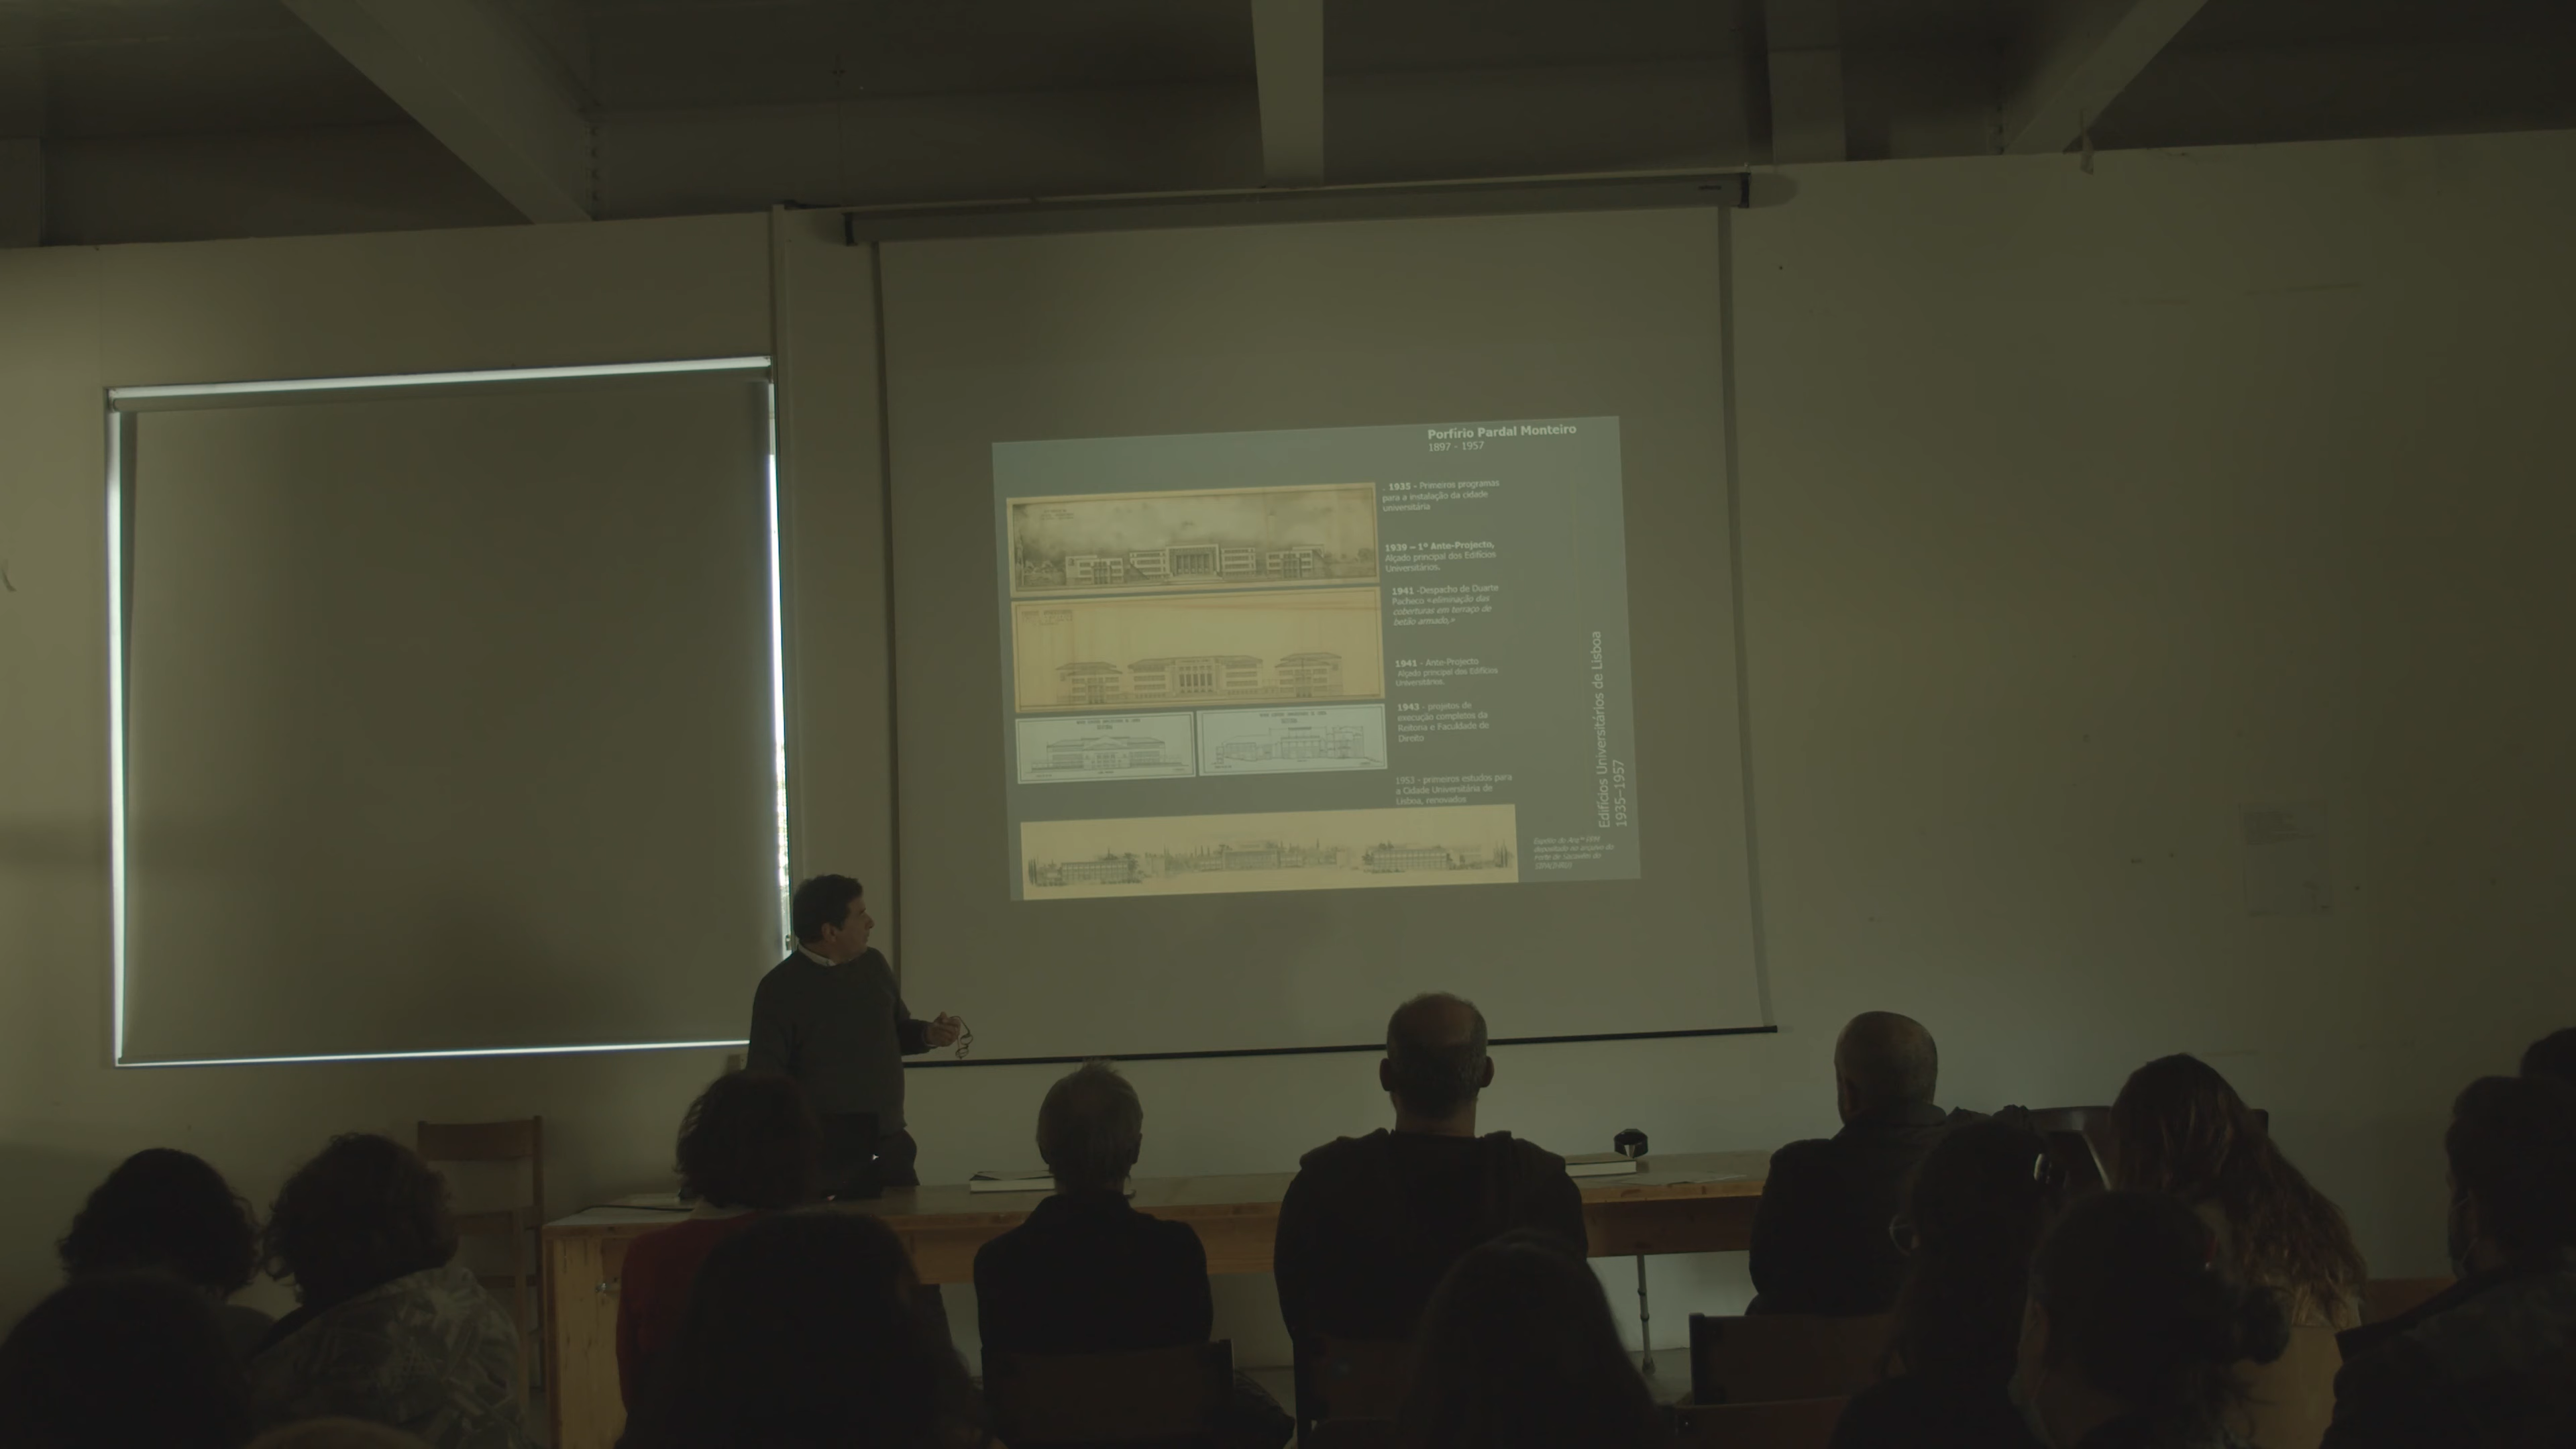 Porfírio Pardal Monteiro
1897 - 1957
. 1935 - Primeiros programas
para a instalação da cidade
universitária
1939 – 1º Ante-Projecto,
Alçado principal dos Edifícios
Universitários.
1941 -Despacho de Duarte
Pacheco «eliminação das
coberturas em terraço de
betão armado.»
1941 - Ante-Projecto
Alçado principal dos Edifícios
Universitários.
1943 - projetos de
execução completos da
Reitoria e Faculdade de
Direito
1953 - primeiros estudos para
a Cidade Universitária de
Lisboa, renovados
Edifícios Universitários de Lisboa
1935–1957